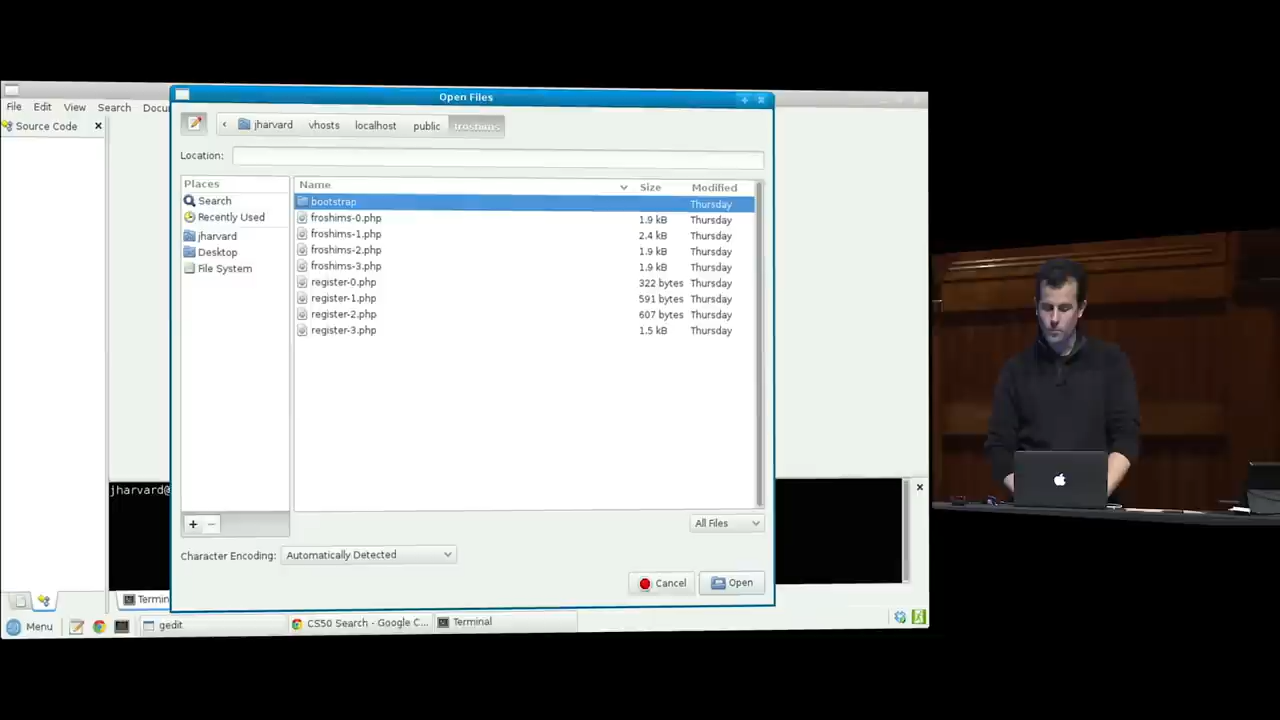 Open Files
File Edit View Search Docu
Source Code
jharvard vhosts localhost public froshims
Location:
Places
Search
Recently Used
jharvard
Desktop
File System
Name Size Modified
bootstrap Thursday
froshims-0.php 1.9 kB Thursday
froshims-1.php 2.4 kB Thursday
froshims-2.php 1.9 kB Thursday
froshims-3.php 1.9 kB Thursday
register-0.php 322 bytes Thursday
register-1.php 591 bytes Thursday
register-2.php 607 bytes Thursday
register-3.php 1.5 kB Thursday
jharvard@
All Files
Character Encoding: Automatically Detected
Cancel Open
Termin
Menu gedit CS50 Search - Google C... Terminal